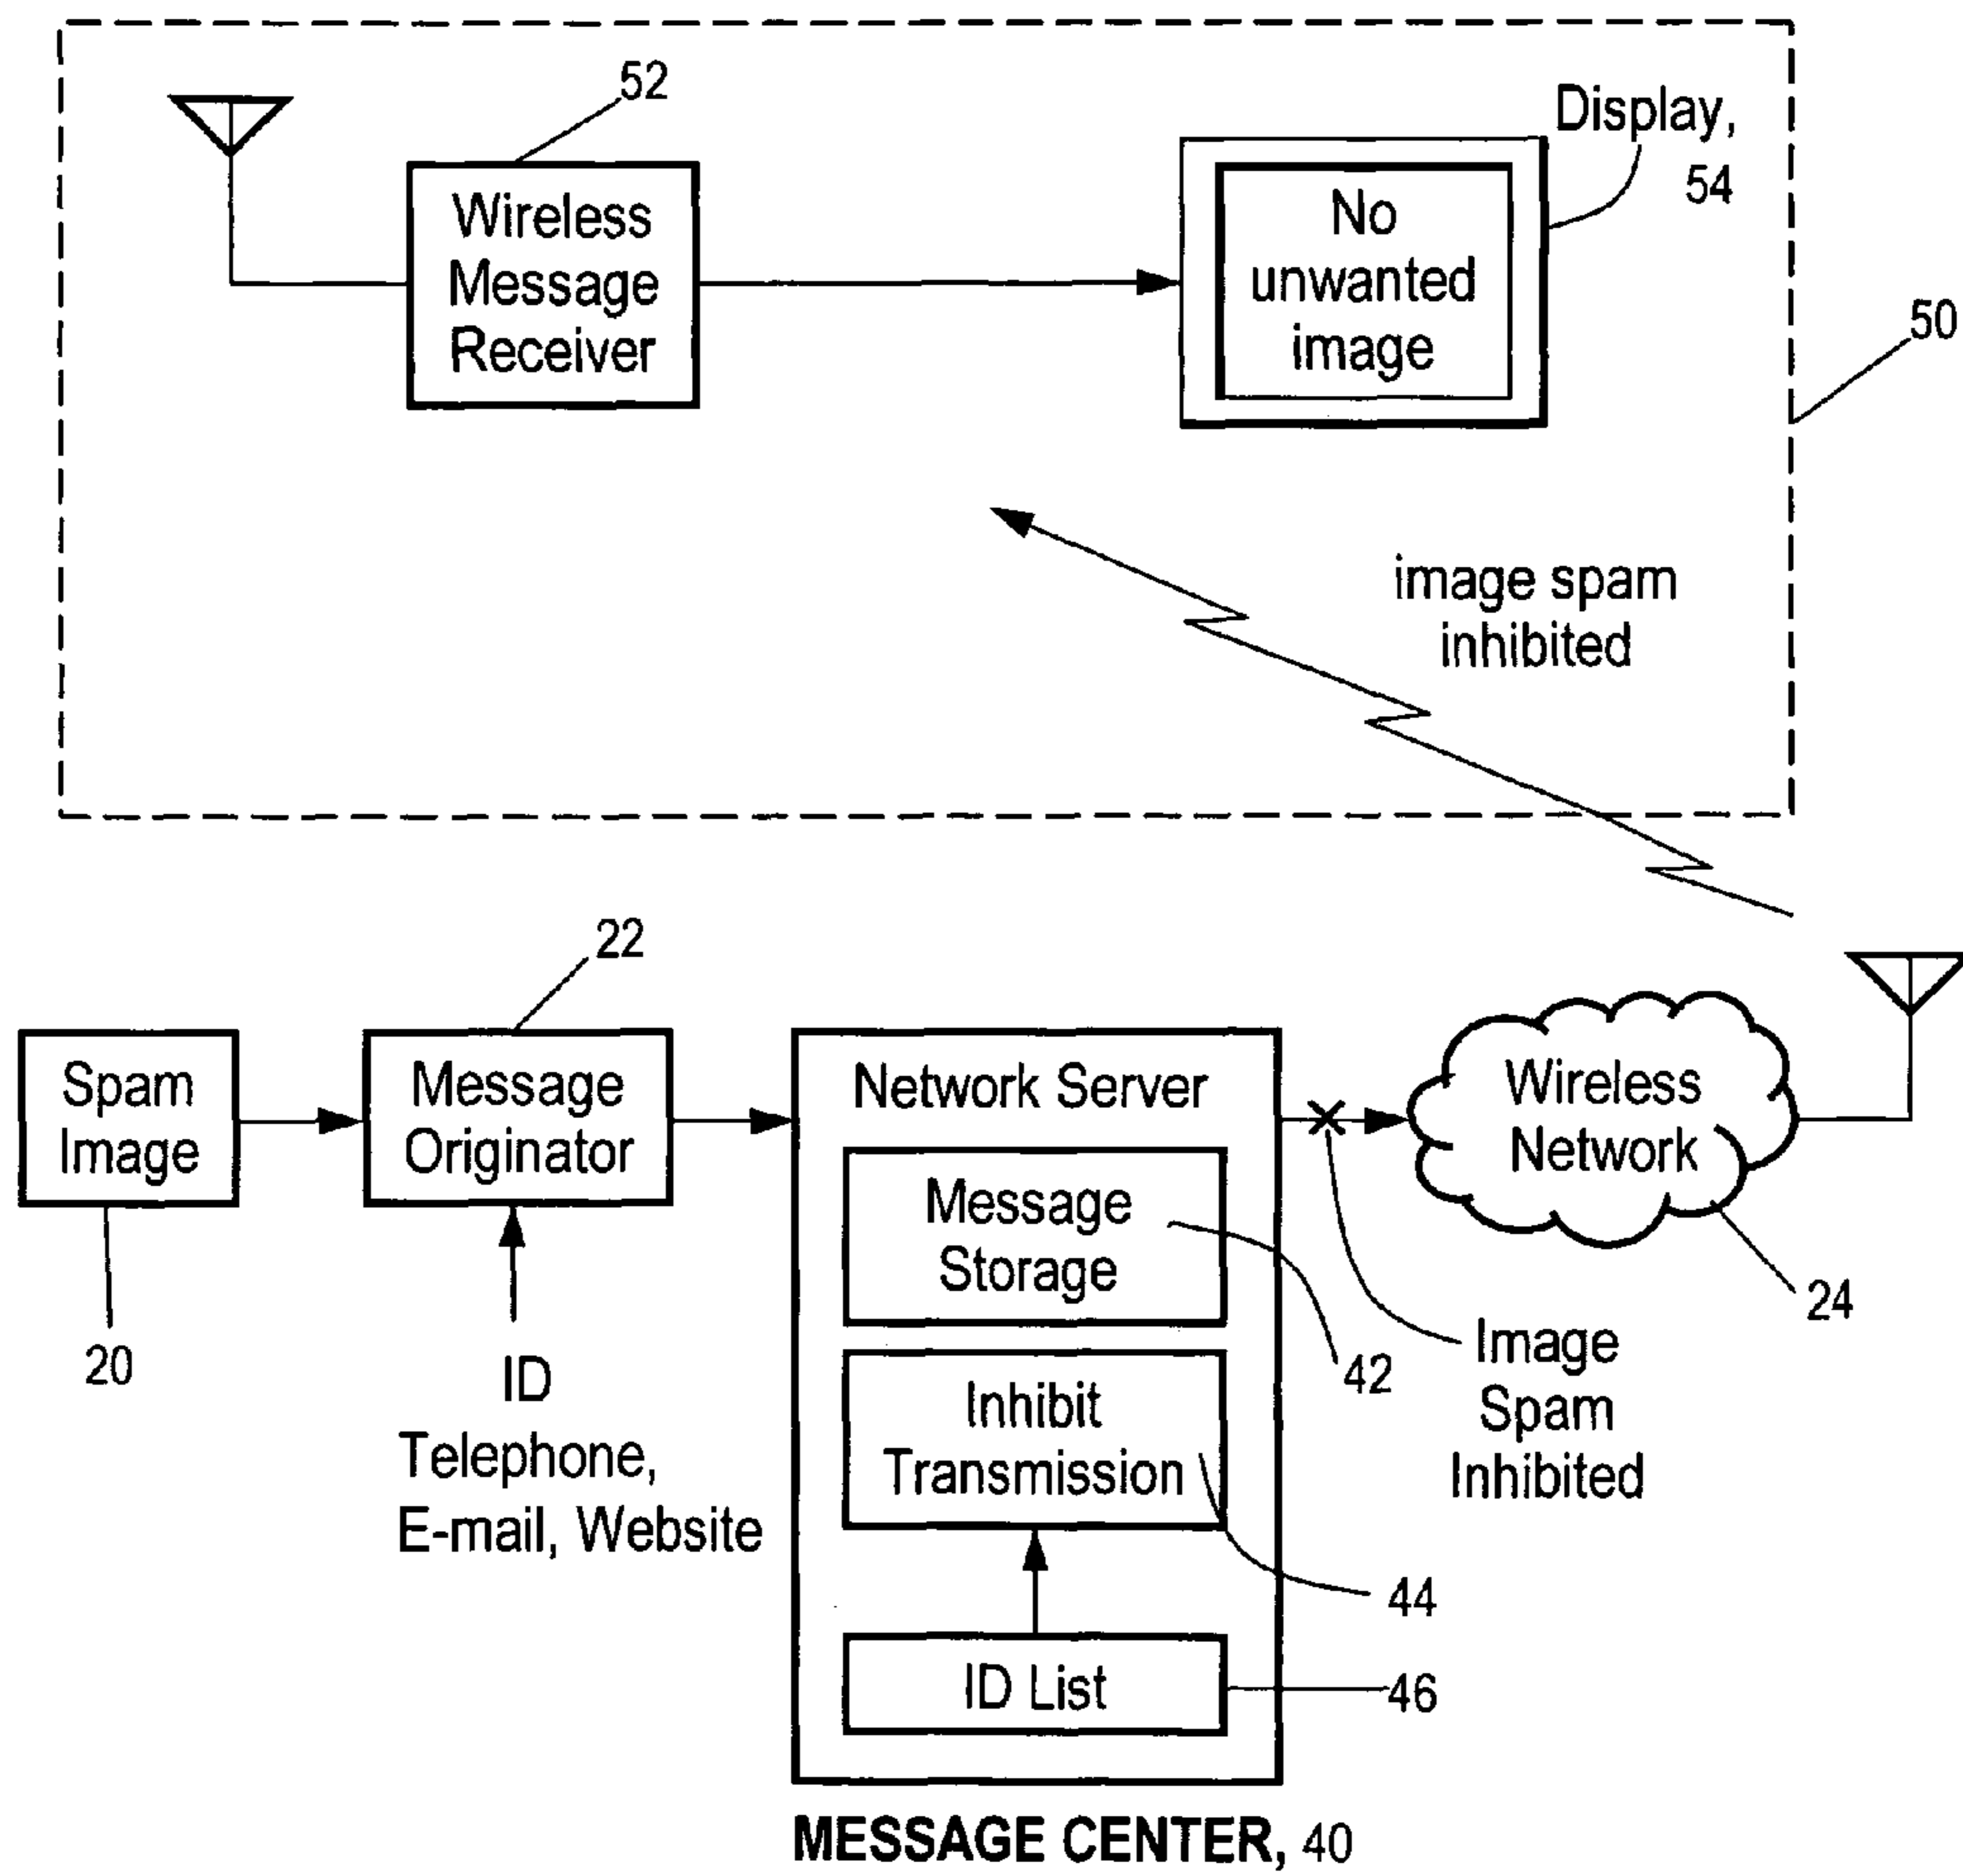 52
Wireless
Message
Receiver
Display,
54
No
unwanted
image
50
image spam
inhibited
22
Spam
Image
20
Message
Originator
ID
Telephone,
E-mail, Website
Network Server
Message
Storage
42
Inhibit
Transmission
44
ID List
46
Image
Spam
Inhibited
Wireless
Network
24
MESSAGE CENTER, 40